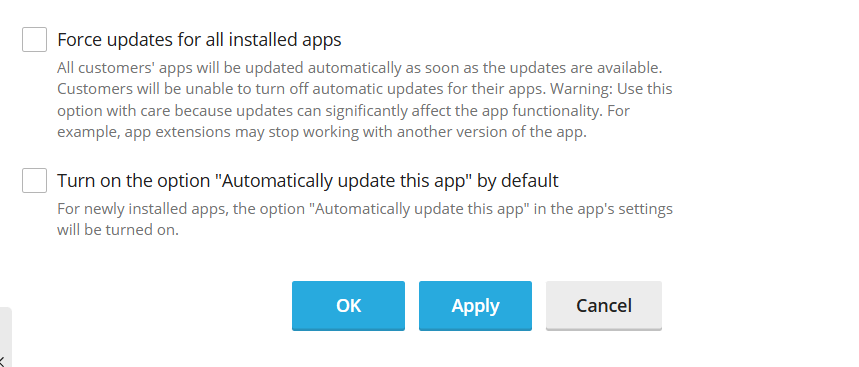 Force updates for all installed apps
All customers' apps will be updated automatically as soon as the updates are available.
Customers will be unable to turn off automatic updates for their apps. Warning: Use this
option with care because updates can significantly affect the app functionality. For
example, app extensions may stop working with another version of the app.
Turn on the option "Automatically update this app" by default
For newly installed apps, the option "Automatically update this app" in the app's settings
will be turned on.
OK
Apply
Cancel